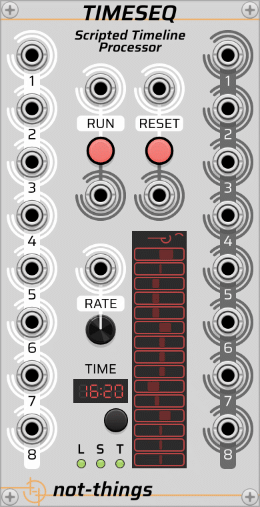 TIMESEQ
Scripted Timeline
Processor
1
1
RUN
RESET
2
2
3
3
4
4
5
5
RATE
6
6
TIME
7
7
16:20
8
L S T
8
not-things